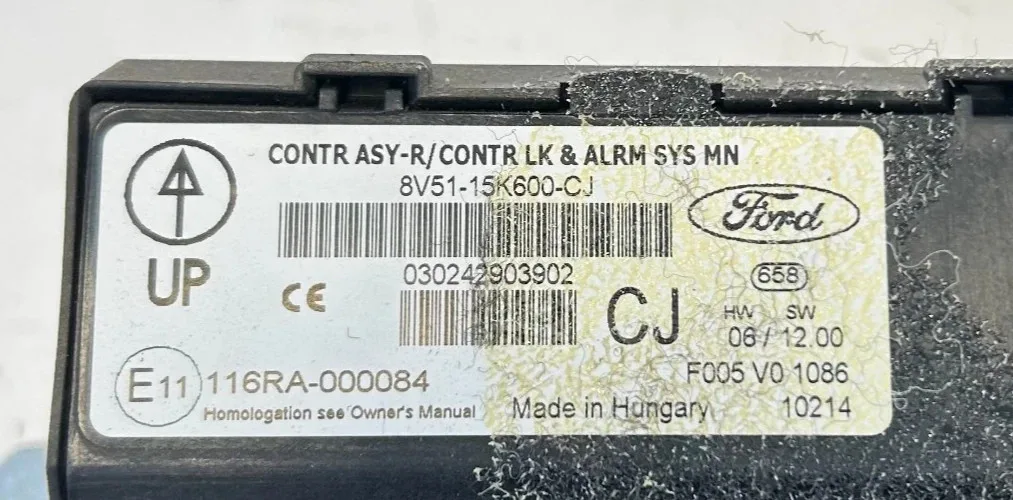 CONTR ASY-R/CONTR LK & ALRM SYS MN
8V51-15K600-CJ
Ford
UP
030242903902
CE
CJ
658
HW SW
06 / 12.00
E11 116RA-000084
F005 V0 1086
Homologation see Owner's Manual
Made in Hungary
10214